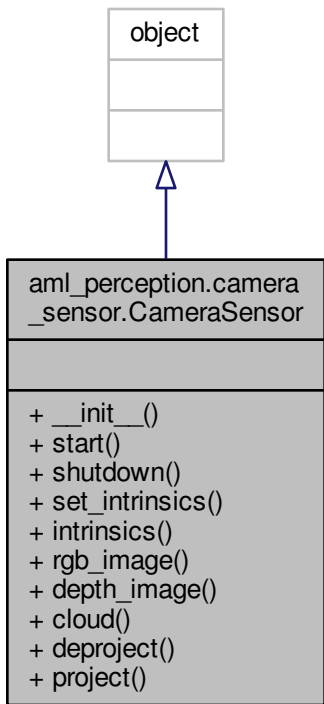 object
aml_perception.camera
_sensor.CameraSensor
+ __init__()
+ start()
+ shutdown()
+ set_intrinsics()
+ intrinsics()
+ rgb_image()
+ depth_image()
+ cloud()
+ deproject()
+ project()